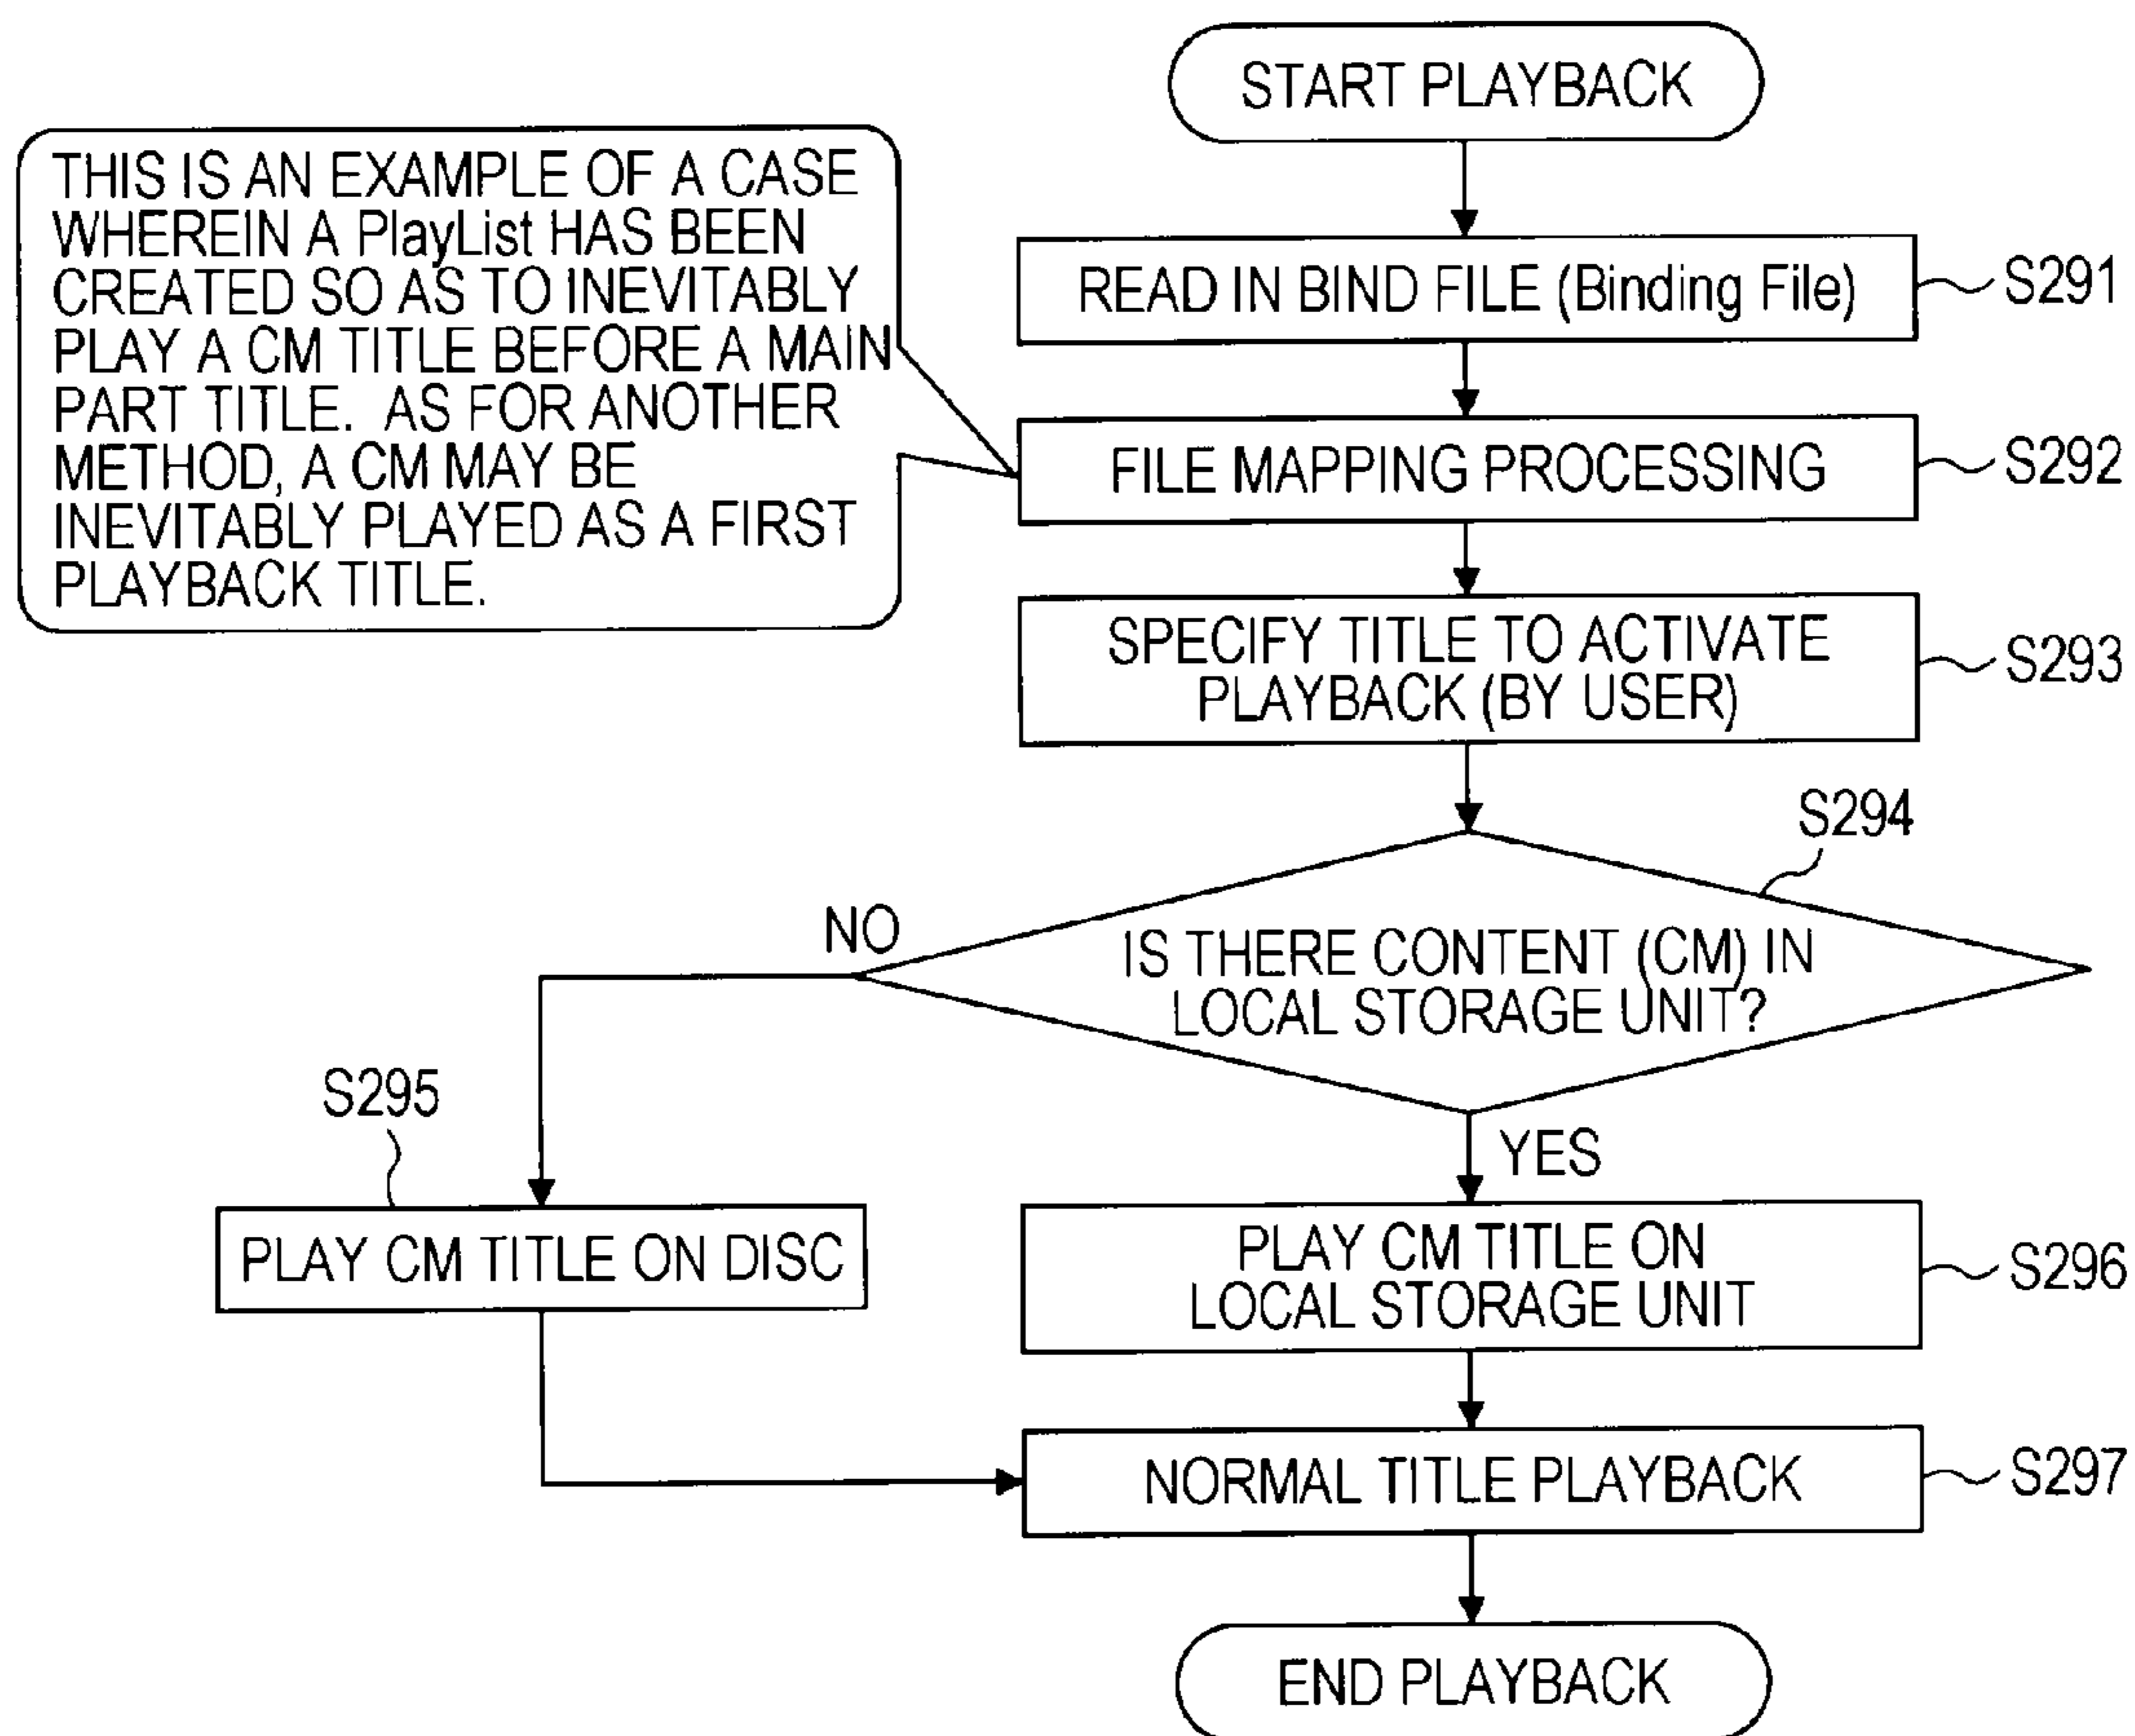 START PLAYBACK
THIS IS AN EXAMPLE OF A CASE
WHEREIN A PlayList HAS BEEN
CREATED SO AS TO INEVITABLY
PLAY A CM TITLE BEFORE A MAIN
PART TITLE. AS FOR ANOTHER
METHOD, A CM MAY BE
INEVITABLY PLAYED AS A FIRST
PLAYBACK TITLE.
READ IN BIND FILE (Binding File)
S291
FILE MAPPING PROCESSING
S292
SPECIFY TITLE TO ACTIVATE
PLAYBACK (BY USER)
S293
S294
NO
IS THERE CONTENT (CM) IN
LOCAL STORAGE UNIT?
YES
S295
PLAY CM TITLE ON DISC
PLAY CM TITLE ON
LOCAL STORAGE UNIT
S296
NORMAL TITLE PLAYBACK
S297
END PLAYBACK